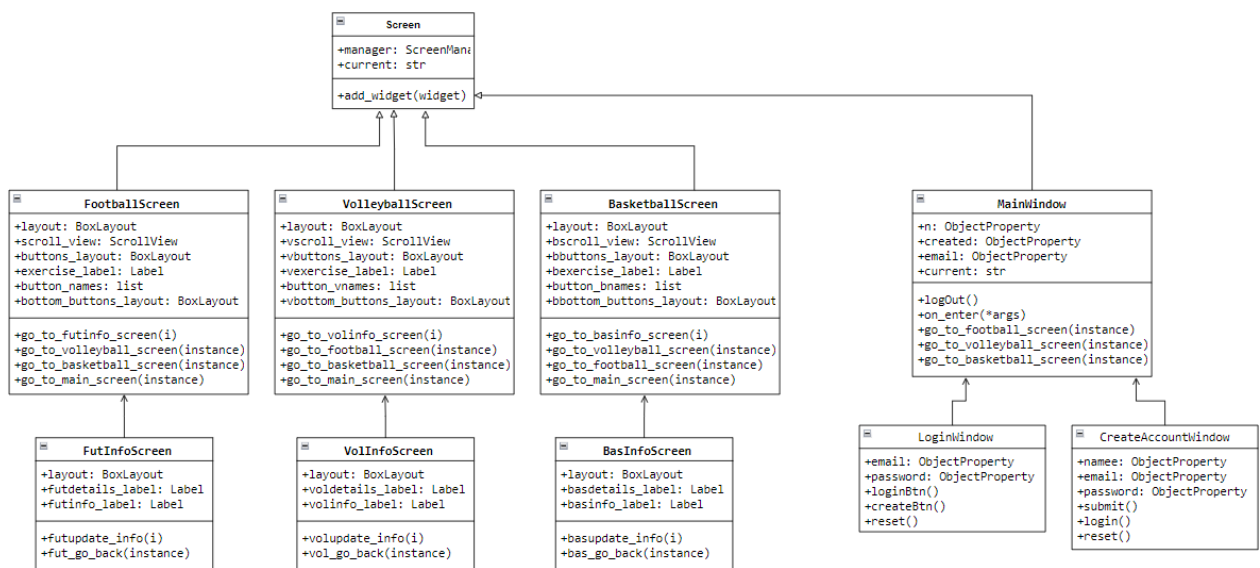 Screen
+manager: ScreenMana
+current: str
+add_widget(widget)
FootballScreen
+layout: BoxLayout
+scroll_view: ScrollView
+buttons_layout: BoxLayout
+exercise_label: Label
+button_names: list
+bottom_buttons_layout: BoxLayout
+go_to_futinfo_screen(i)
+go_to_volleyball_screen(instance)
+go_to_basketball_screen(instance)
+go_to_main_screen(instance)
VolleyballScreen
+layout: BoxLayout
+vscroll_view: ScrollView
+vbuttons_layout: BoxLayout
+vexercise_label: Label
+button_vnames: list
+vbottom_buttons_layout: BoxLayout
+go_to_volinfo_screen(i)
+go_to_football_screen(instance)
+go_to_basketball_screen(instance)
+go_to_main_screen(instance)
BasketballScreen
+layout: BoxLayout
+bscroll_view: ScrollView
+bbuttons_layout: BoxLayout
+bexercise_label: Label
+button_bnames: list
+bbottom_buttons_layout: BoxLayout
+go_to_basinfo_screen(i)
+go_to_volleyball_screen(instance)
+go_to_football_screen(instance)
+go_to_main_screen(instance)
MainWindow
+n: ObjectProperty
+created: ObjectProperty
+email: ObjectProperty
+current: str
+logOut()
+on_enter(*args)
+go_to_football_screen(instance)
+go_to_volleyball_screen(instance)
+go_to_basketball_screen(instance)
FutInfoScreen
+layout: BoxLayout
+futdetails_label: Label
+futinfo_label: Label
+futupdate_info(i)
+fut_go_back(instance)
VolInfoScreen
+layout: BoxLayout
+voldetails_label: Label
+volinfo_label: Label
+volupdate_info(i)
+vol_go_back(instance)
BasInfoScreen
+layout: BoxLayout
+basdetails_label: Label
+basinfo_label: Label
+basupdate_info(i)
+bas_go_back(instance)
LoginWindow
+email: ObjectProperty
+password: ObjectProperty
+loginBtn()
+createBtn()
+reset()
CreateAccountWindow
+namee: ObjectProperty
+email: ObjectProperty
+password: ObjectProperty
+submit()
+login()
+reset()